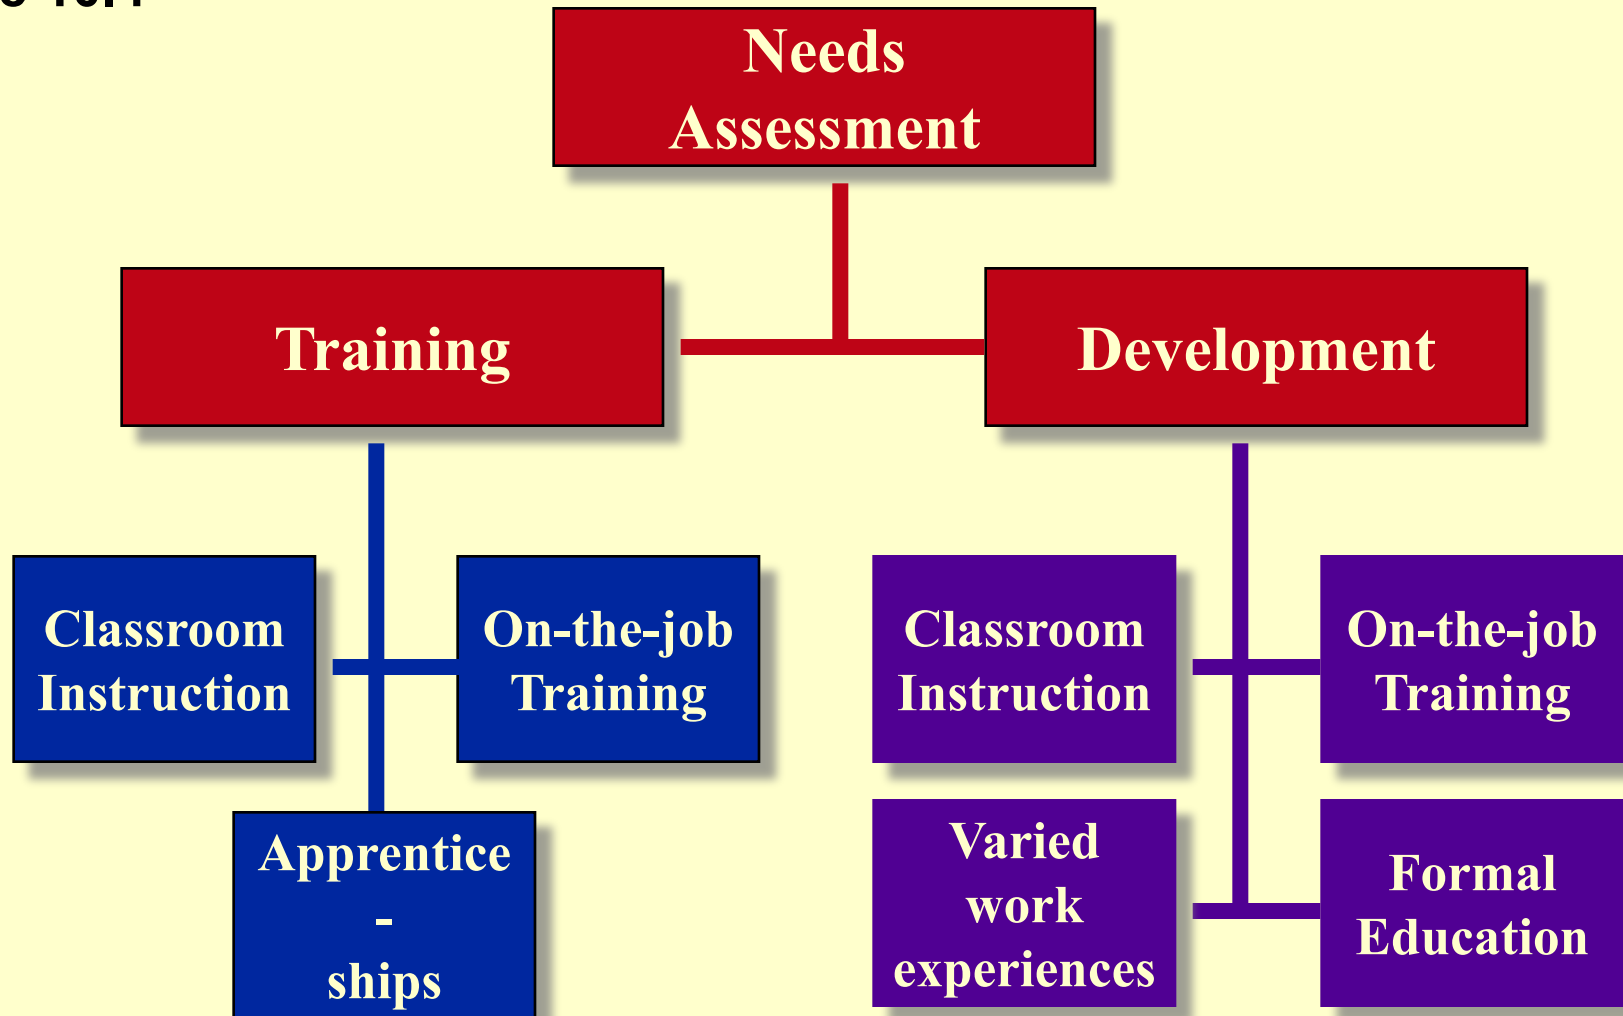 Needs
Assessment
Training
Development
Classroom
Instruction
On-the-job
Training
Classroom
Instruction
On-the-job
Training
Apprentice
-
ships
Varied
work
experiences
Formal
Education